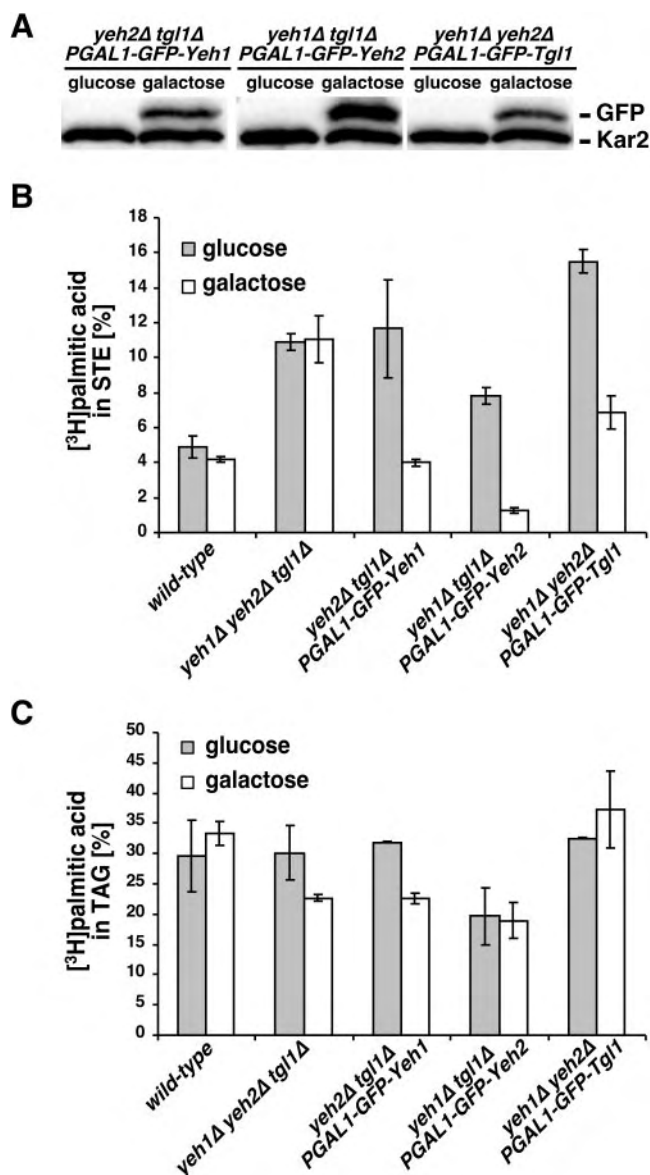 A
yeh2Δ tgl1Δ yeh1Δ tgl1Δ yeh1Δ yeh2Δ
PGAL1-GFP-Yeh1 PGAL1-GFP-Yeh2 PGAL1-GFP-Tgl1
glucose galactose glucose galactose glucose galactose
– GFP
– Kar2
B
18
16
14
12
10
8
6
4
2
0
[³H]palmitic acid
in STE [%]
glucose
galactose
wild-type
yeh1Δ yeh2Δ tgl1Δ
yeh2Δ tgl1Δ
PGAL1-GFP-Yeh1
yeh1Δ tgl1Δ
PGAL1-GFP-Yeh2
yeh1Δ yeh2Δ
PGAL1-GFP-Tgl1
C
50
45
40
35
30
25
20
15
10
5
0
[³H]palmitic acid
in TAG [%]
glucose
galactose
wild-type
yeh1Δ yeh2Δ tgl1Δ
yeh2Δ tgl1Δ
PGAL1-GFP-Yeh1
yeh1Δ tgl1Δ
PGAL1-GFP-Yeh2
yeh1Δ yeh2Δ
PGAL1-GFP-Tgl1